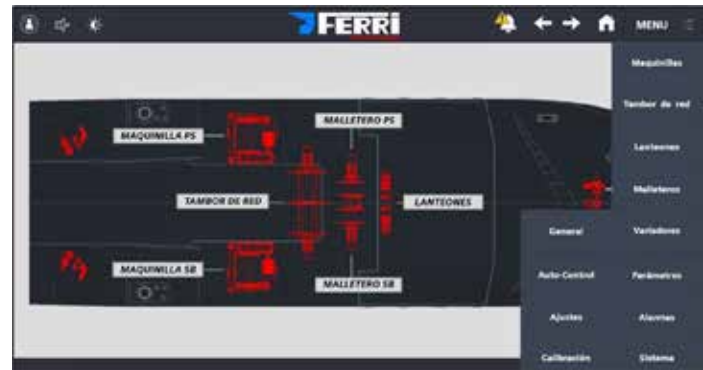 FERRI
MENU
Maquinillas
Tambor de red
Lanteones
Malleteros
Variadores
Parámetros
Alarmas
Sistema
General
Auto-Control
Ajustes
Calibración
MALLETERO PS
MAQUINILLA PS
TAMBOR DE RED
LANTEONES
MAQUINILLA SB
MALLETERO SB